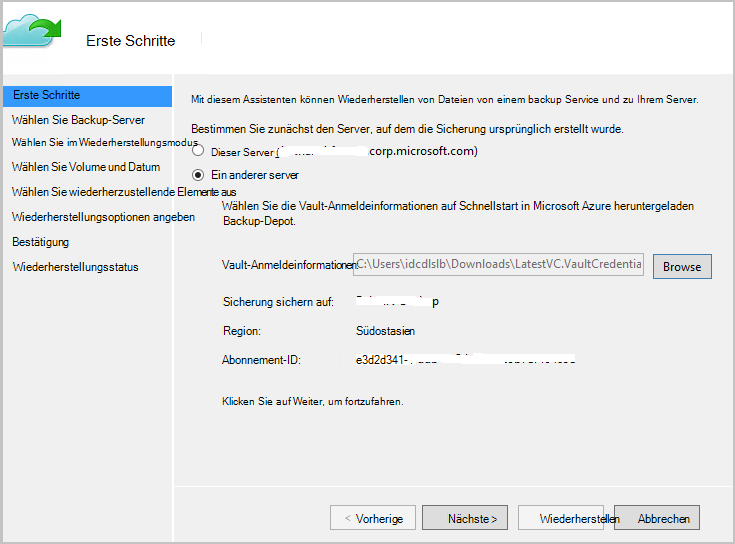 Erste Schritte
Erste Schritte
Wählen Sie Backup-Server
Wählen Sie im Wiederherstellungsmodus
Wählen Sie Volume und Datum
Wählen Sie wiederherzustellende Elemente aus
Wiederherstellungsoptionen angeben
Bestätigung
Wiederherstellungsstatus
Mit diesem Assistenten können Wiederherstellen von Dateien von einem backup Service und zu Ihrem Server.
Bestimmen Sie zunächst den Server, auf dem die Sicherung ursprünglich erstellt wurde.
Dieser Server ( corp.microsoft.com)
Ein anderer server
Wählen Sie die Vault-Anmeldeinformationen auf Schnellstart in Microsoft Azure heruntergeladen
Backup-Depot.
Vault-Anmeldeinformationen: C:\Users\idcdlslb\Downloads\LatestVC.VaultCredentia Browse
Sicherung sichern auf: p
Region: Südostasien
Abonnement-ID: e3d2d341-
Klicken Sie auf Weiter, um fortzufahren.
< Vorherige Nächste > Wiederherstellen Abbrechen